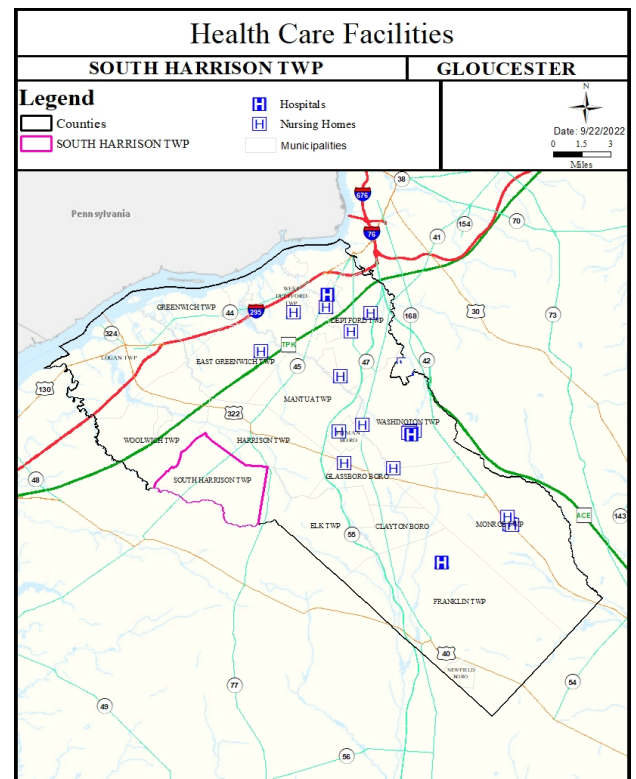 Health Care Facilities
SOUTH HARRISON TWP
GLOUCESTER
Legend
Counties
SOUTH HARRISON TWP
H Hospitals
H Nursing Homes
Municipalities
N
Date: 9/22/2022
0 1.5 3
Miles
38
676
Pennsylvania
70
154
76
41
WEST
DEPTFORD
TWP
GREENWICH TWP
44
295
DEPTFORD TWP
168
30
73
324
LOGAN TWP
TPK
EAST GREENWICH TWP
45
47
42
130
MANTUA TWP
322
WASHINGTON TWP
WOOLWICH TWP
HARRISON TWP
BORO
48
SOUTH HARRISON TWP
GLASSBORO BORO
ELK TWP
55
CLAYTON BORO
MONROE TWP
ACE
143
FRANKLIN TWP
40
NEWFIELD
BORO
54
77
49
56